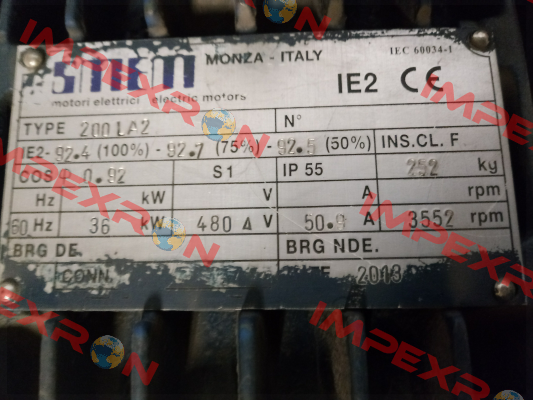 MONZA - ITALY
IEC 60034-1
motori elettrici electric motors
IE2 CE
TYPE 200 LA2 N°
IE2- 92.4 (100%) - 92.7 (75%) - 92.5 (50%) INS.CL. F
COS φ 0.92 S1 IP 55 252 kg
Hz kW V A rpm
60 Hz 36 kW 480 Δ V 50.9 A 3552 rpm
BRG DE. BRG NDE.
CONN. 2013
IMPEXRON
IMPEXRON
IMPEXRON
IMPEXRON